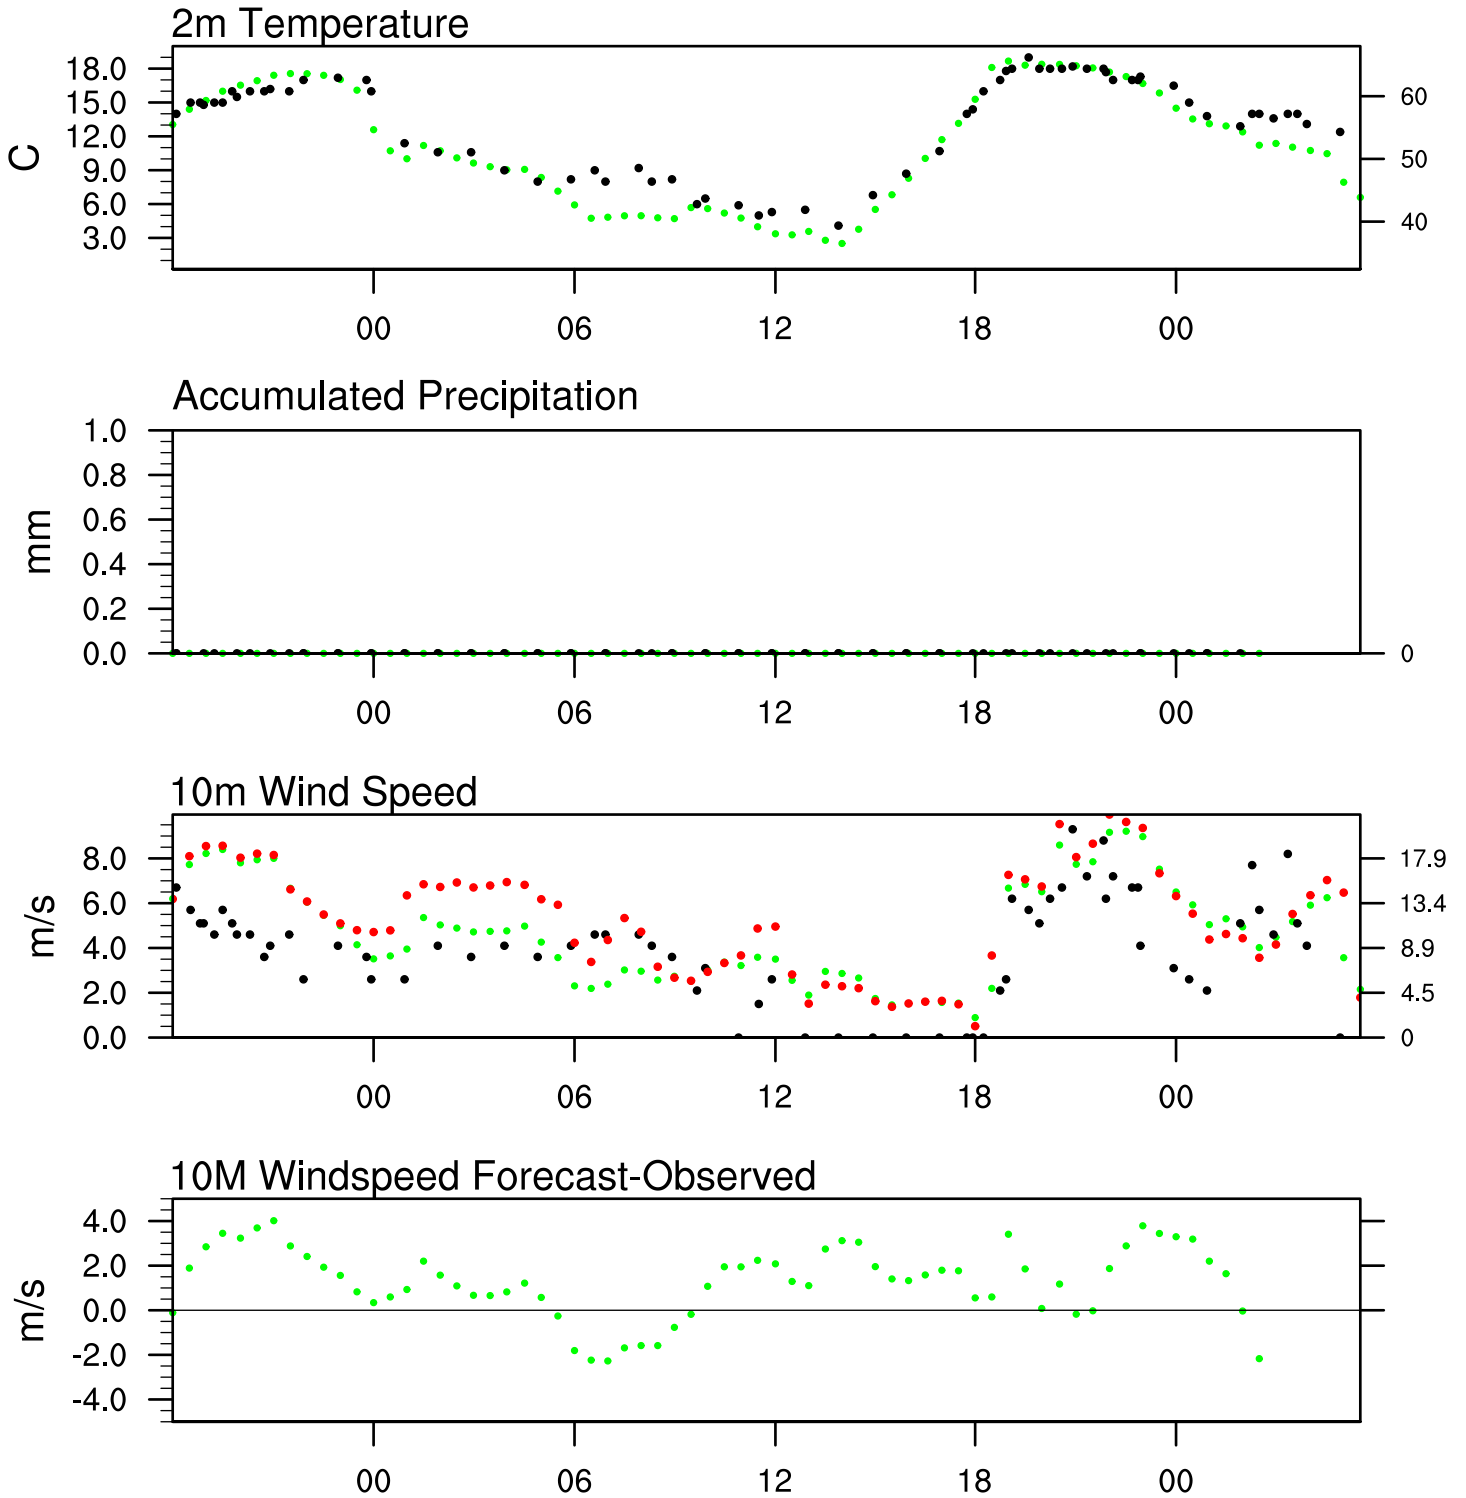 2m Temperature
18.0
15.0
12.0
9.0
6.0
3.0
C
60
50
40
00 06 12 18 00
Accumulated Precipitation
1.0
0.8
0.6
0.4
0.2
0.0
mm
0
00 06 12 18 00
10m Wind Speed
8.0
6.0
4.0
2.0
0.0
m/s
17.9
13.4
8.9
4.5
0
00 06 12 18 00
10M Windspeed Forecast-Observed
4.0
2.0
0.0
-2.0
-4.0
m/s
00 06 12 18 00